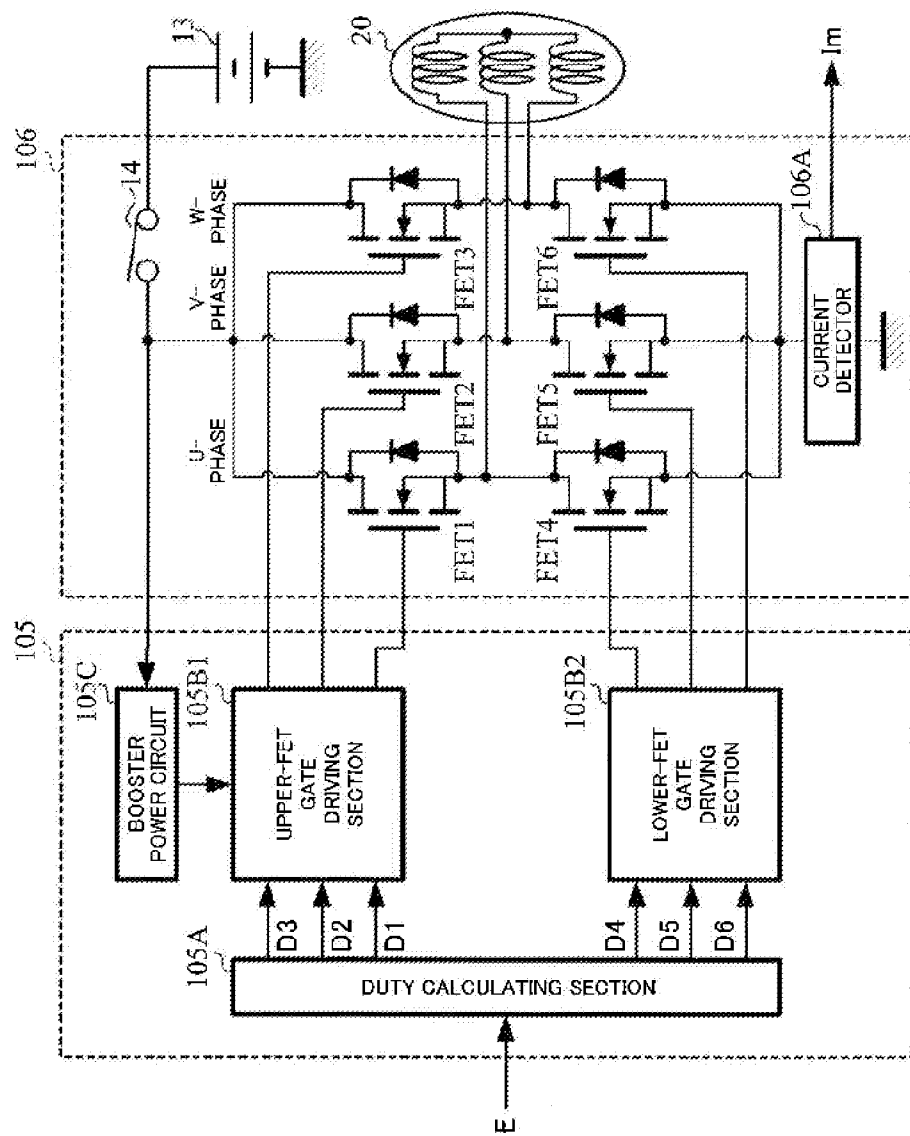 105
106
13
14
20
105C
BOOSTER
POWER CIRCUIT
105B1
UPPER-FET
GATE
DRIVING
SECTION
105B2
LOWER-FET
GATE
DRIVING
SECTION
105A
DUTY CALCULATING SECTION
E
D3
D2
D1
D4
D5
D6
U-
PHASE
V-
PHASE
W-
PHASE
FET1
FET2
FET3
FET4
FET5
FET6
106A
CURRENT
DETECTOR
Im